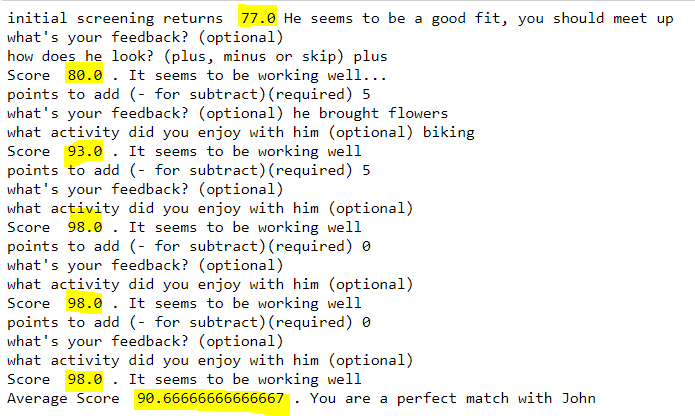 initial screening returns  77.0 He seems to be a good fit, you should meet up
what's your feedback? (optional)
how does he look? (plus, minus or skip) plus
Score  80.0 . It seems to be working well...
points to add (- for subtract)(required) 5
what's your feedback? (optional) he brought flowers
what activity did you enjoy with him (optional) biking
Score  93.0 . It seems to be working well
points to add (- for subtract)(required) 5
what's your feedback? (optional)
what activity did you enjoy with him (optional)
Score  98.0 . It seems to be working well
points to add (- for subtract)(required) 0
what's your feedback? (optional)
what activity did you enjoy with him (optional)
Score  98.0 . It seems to be working well
points to add (- for subtract)(required) 0
what's your feedback? (optional)
what activity did you enjoy with him (optional)
Score  98.0 . It seems to be working well
Average Score  90.66666666666667 . You are a perfect match with John